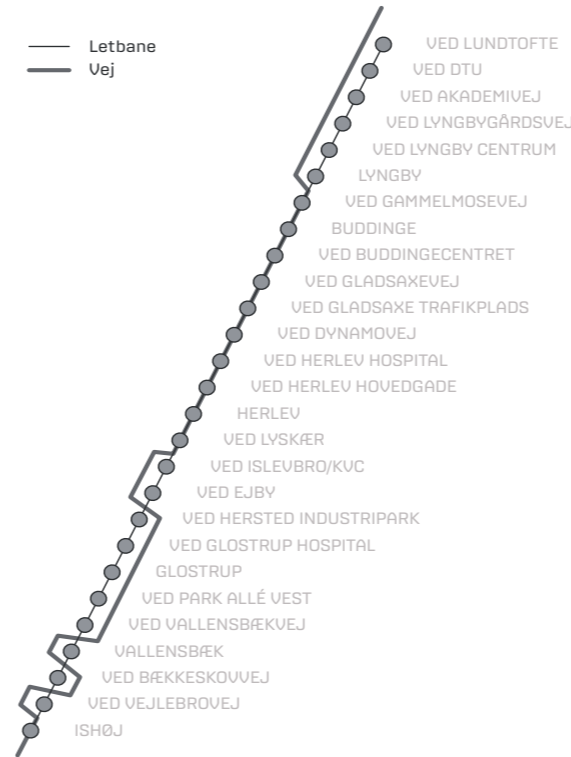 Letbane
Vej
VED LUNDTOFTE
VED DTU
VED AKADEMIVEJ
VED LYNGBYGÅRDSVEJ
VED LYNGBY CENTRUM
LYNGBY
VED GAMMELMOSEVEJ
BUDDINGE
VED BUDDINGECENTRET
VED GLADSAXEVEJ
VED GLADSAXE TRAFIKPLADS
VED DYNAMOVEJ
VED HERLEV HOSPITAL
VED HERLEV HOVEDGADE
HERLEV
VED LYSKÆR
VED ISLEVBRO/KVC
VED EJBY
VED HERSTED INDUSTRIPARK
VED GLOSTRUP HOSPITAL
GLOSTRUP
VED PARK ALLÉ VEST
VED VALLENSBÆKVEJ
VALLENSBÆK
VED BÆKKESKOVVEJ
VED VEJLEBROVEJ
ISHØJ